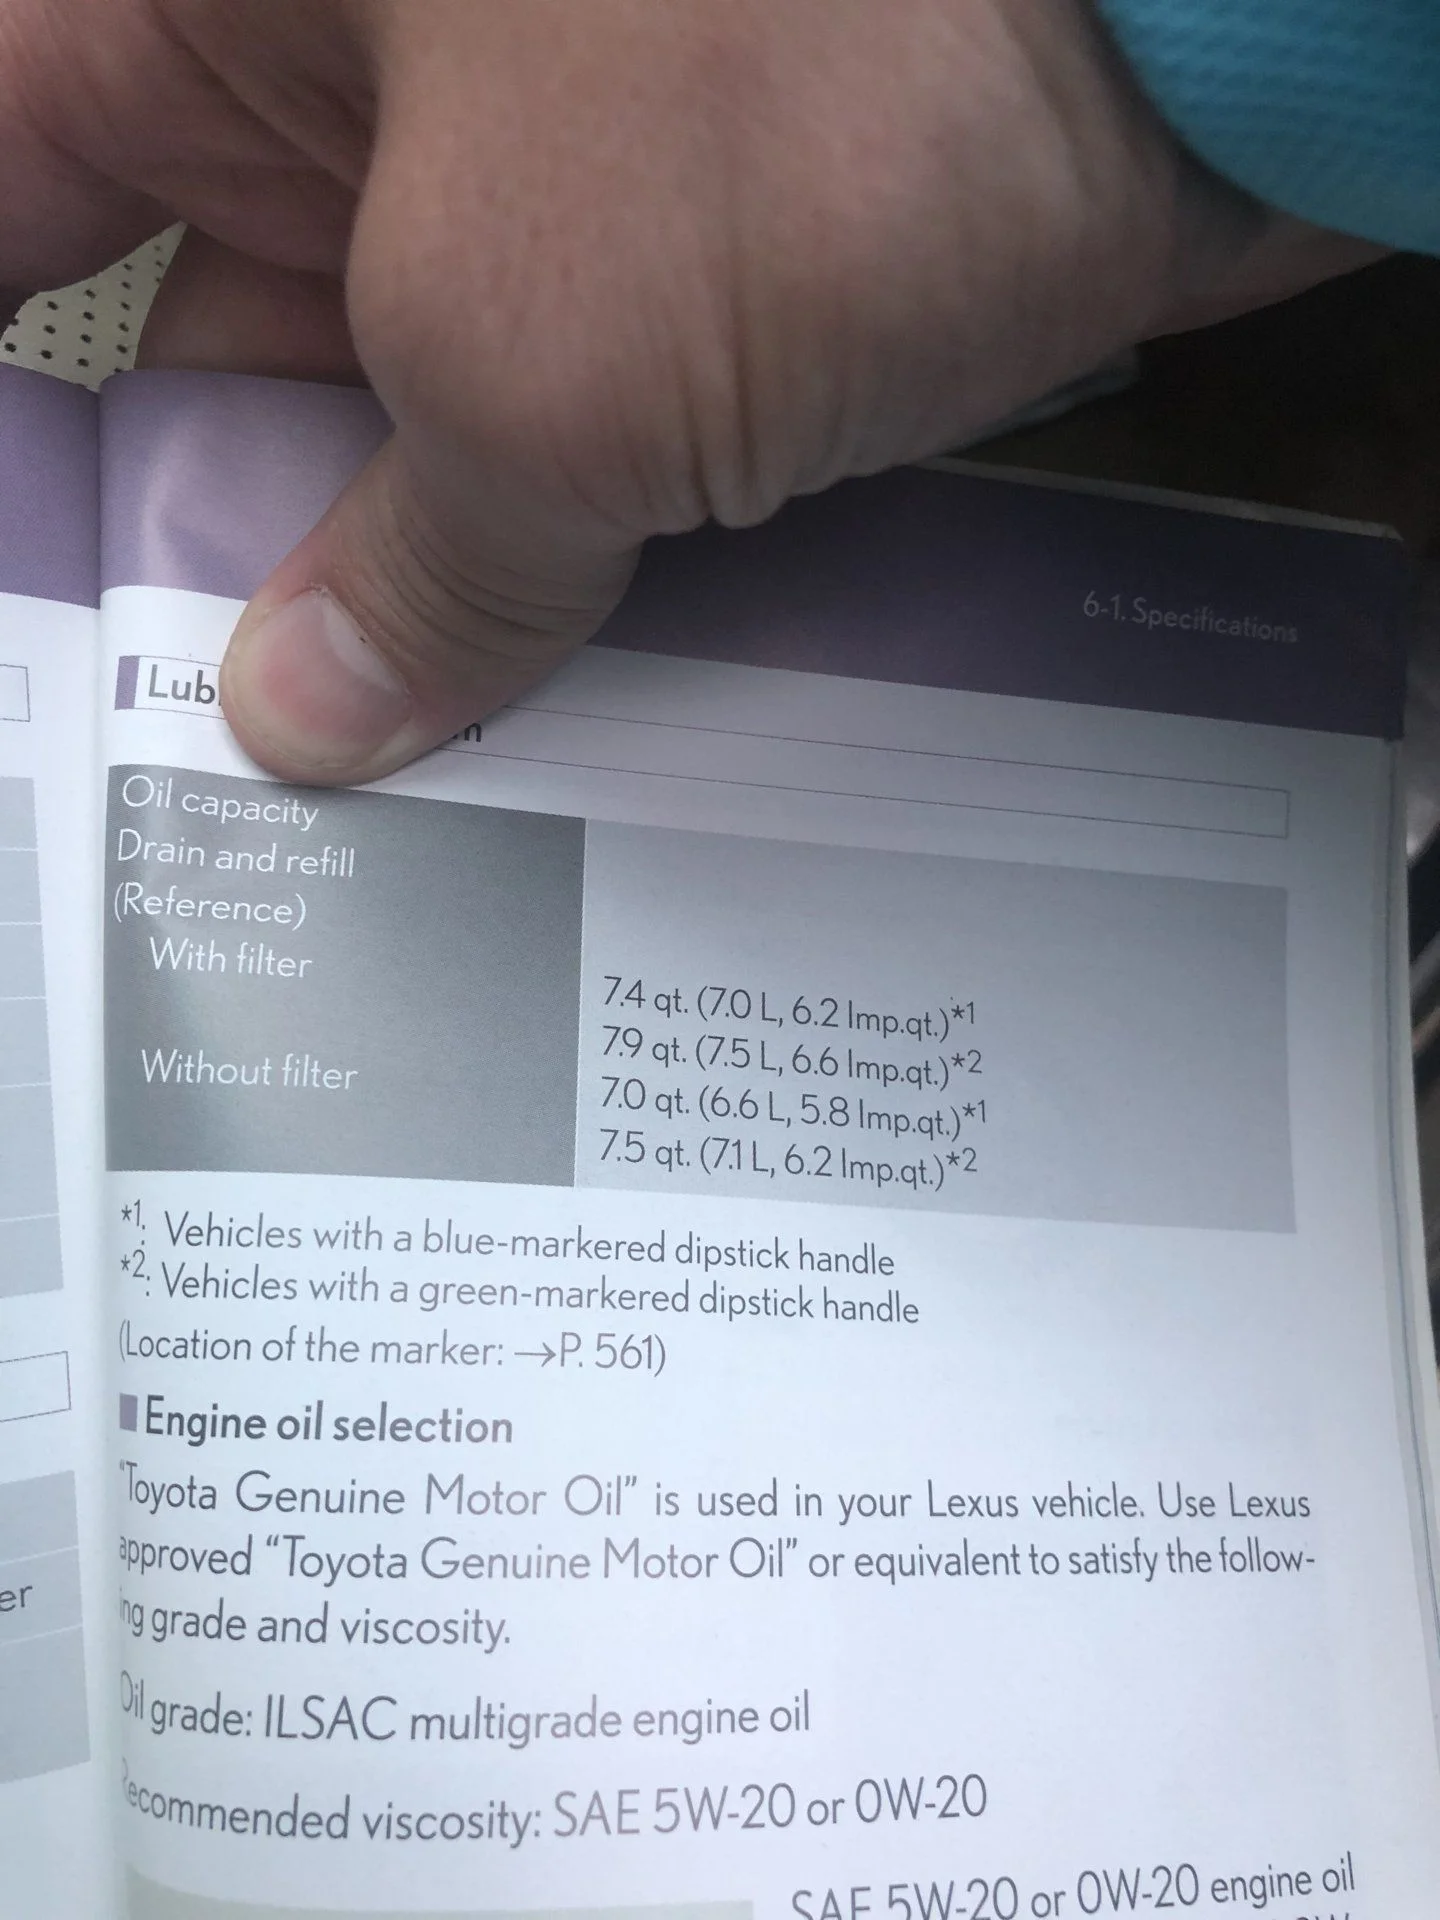 6-1. Specifications
Oil capacity
Drain and refill
(Reference)
With filter
7.4 qt. (7.0 L, 6.2 Imp.qt.)*1
7.9 qt. (7.5 L, 6.6 Imp.qt.)*2
Without filter
7.0 qt. (6.6 L, 5.8 Imp.qt.)*1
7.5 qt. (7.1 L, 6.2 Imp.qt.)*2
*1: Vehicles with a blue-markered dipstick handle
*2: Vehicles with a green-markered dipstick handle
(Location of the marker: →P. 561)
Engine oil selection
"Toyota Genuine Motor Oil" is used in your Lexus vehicle. Use Lexus
approved "Toyota Genuine Motor Oil" or equivalent to satisfy the follow-
ing grade and viscosity.
Oil grade: ILSAC multigrade engine oil
Recommended viscosity: SAE 5W-20 or 0W-20
SAE 5W-20 or 0W-20 engine oil